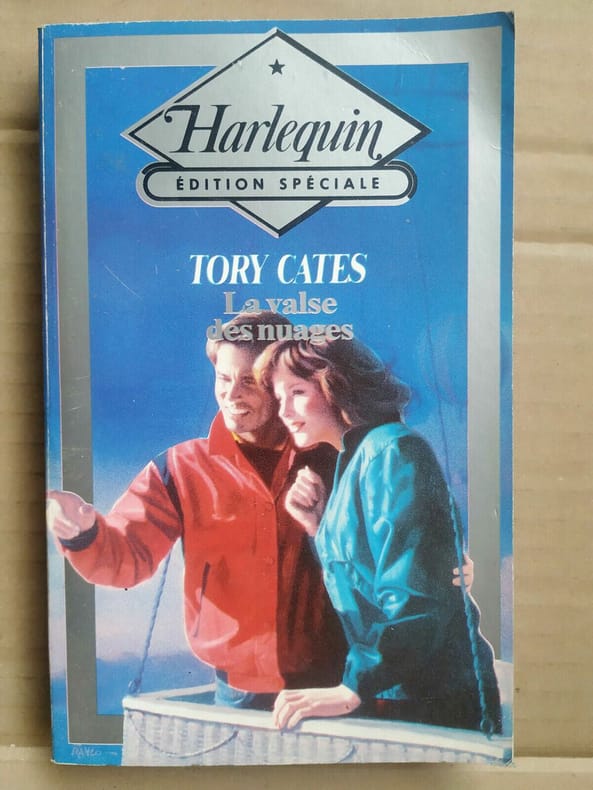 Harlequin
ÉDITION SPÉCIALE
TORY CATES
La valse
des nuages